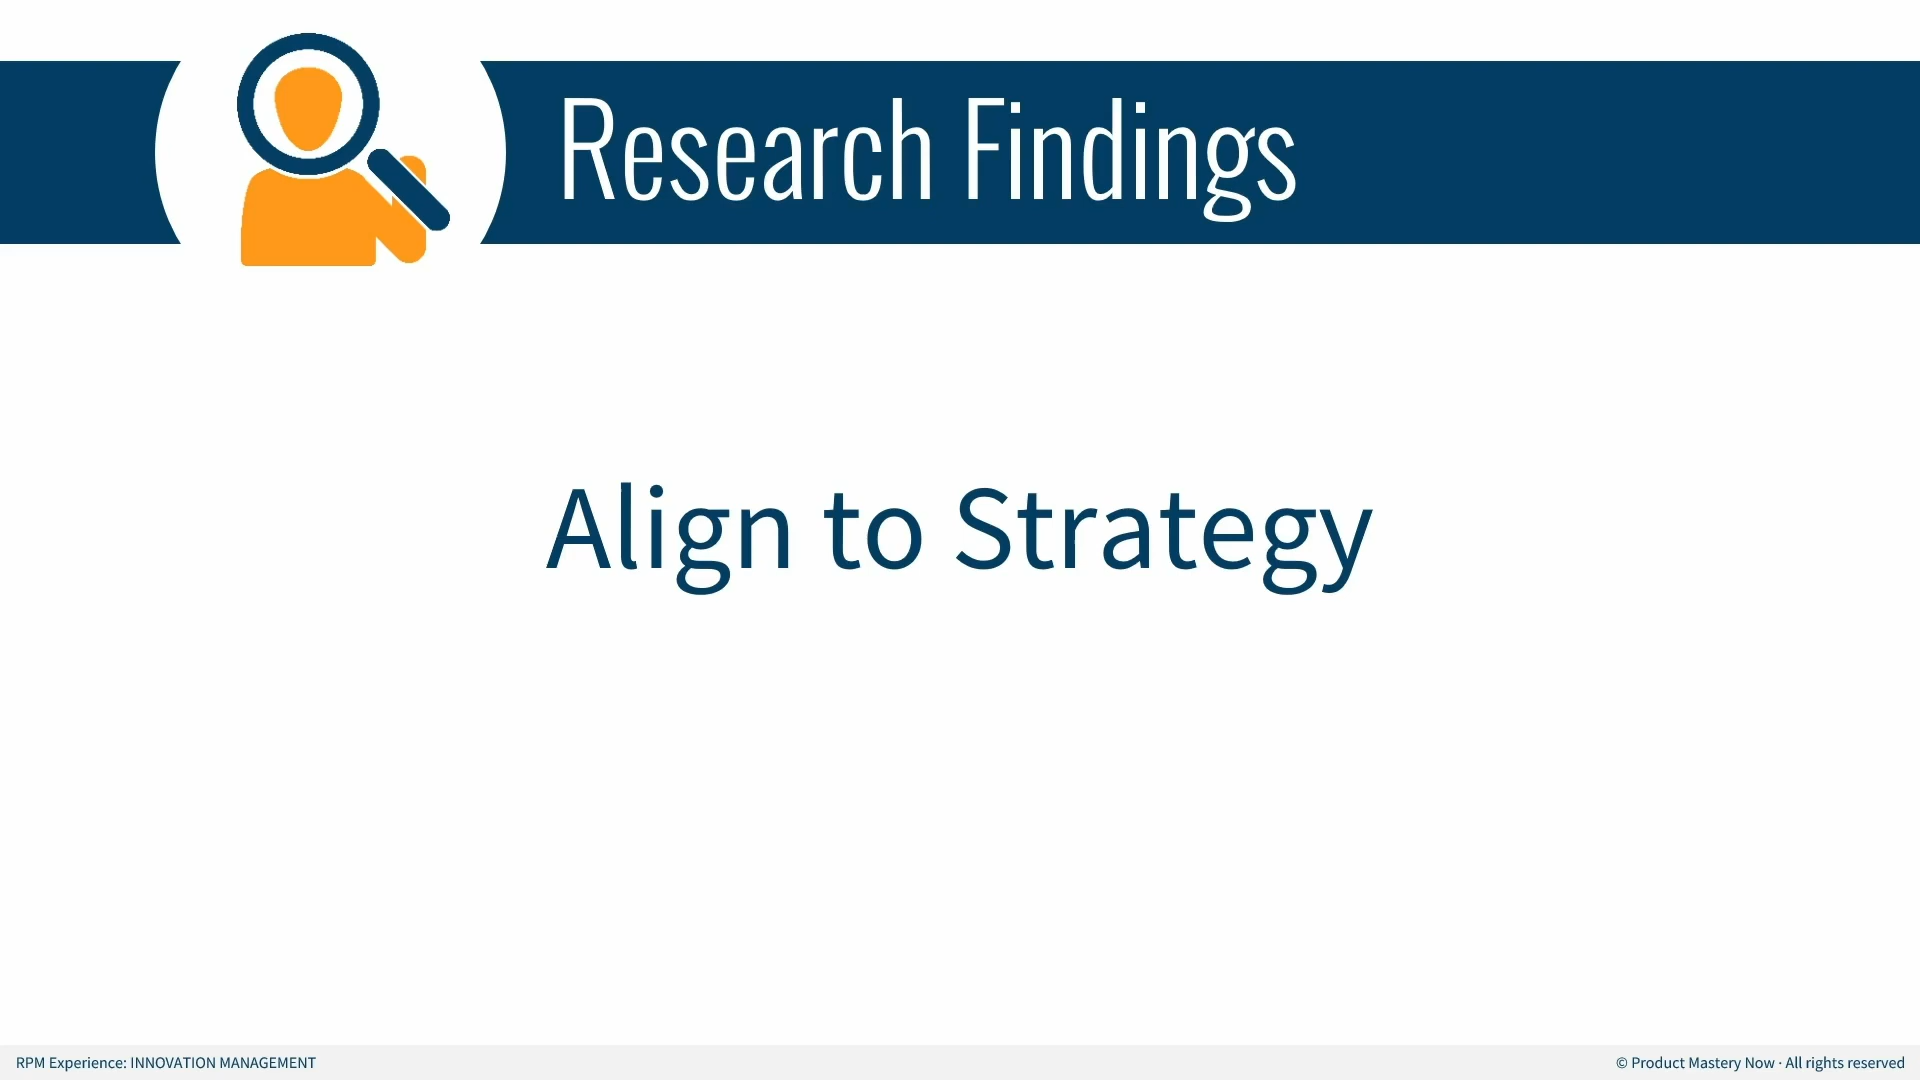 Research Findings
Align to Strategy
RPM Experience: INNOVATION MANAGEMENT
© Product Mastery Now · All rights reserved